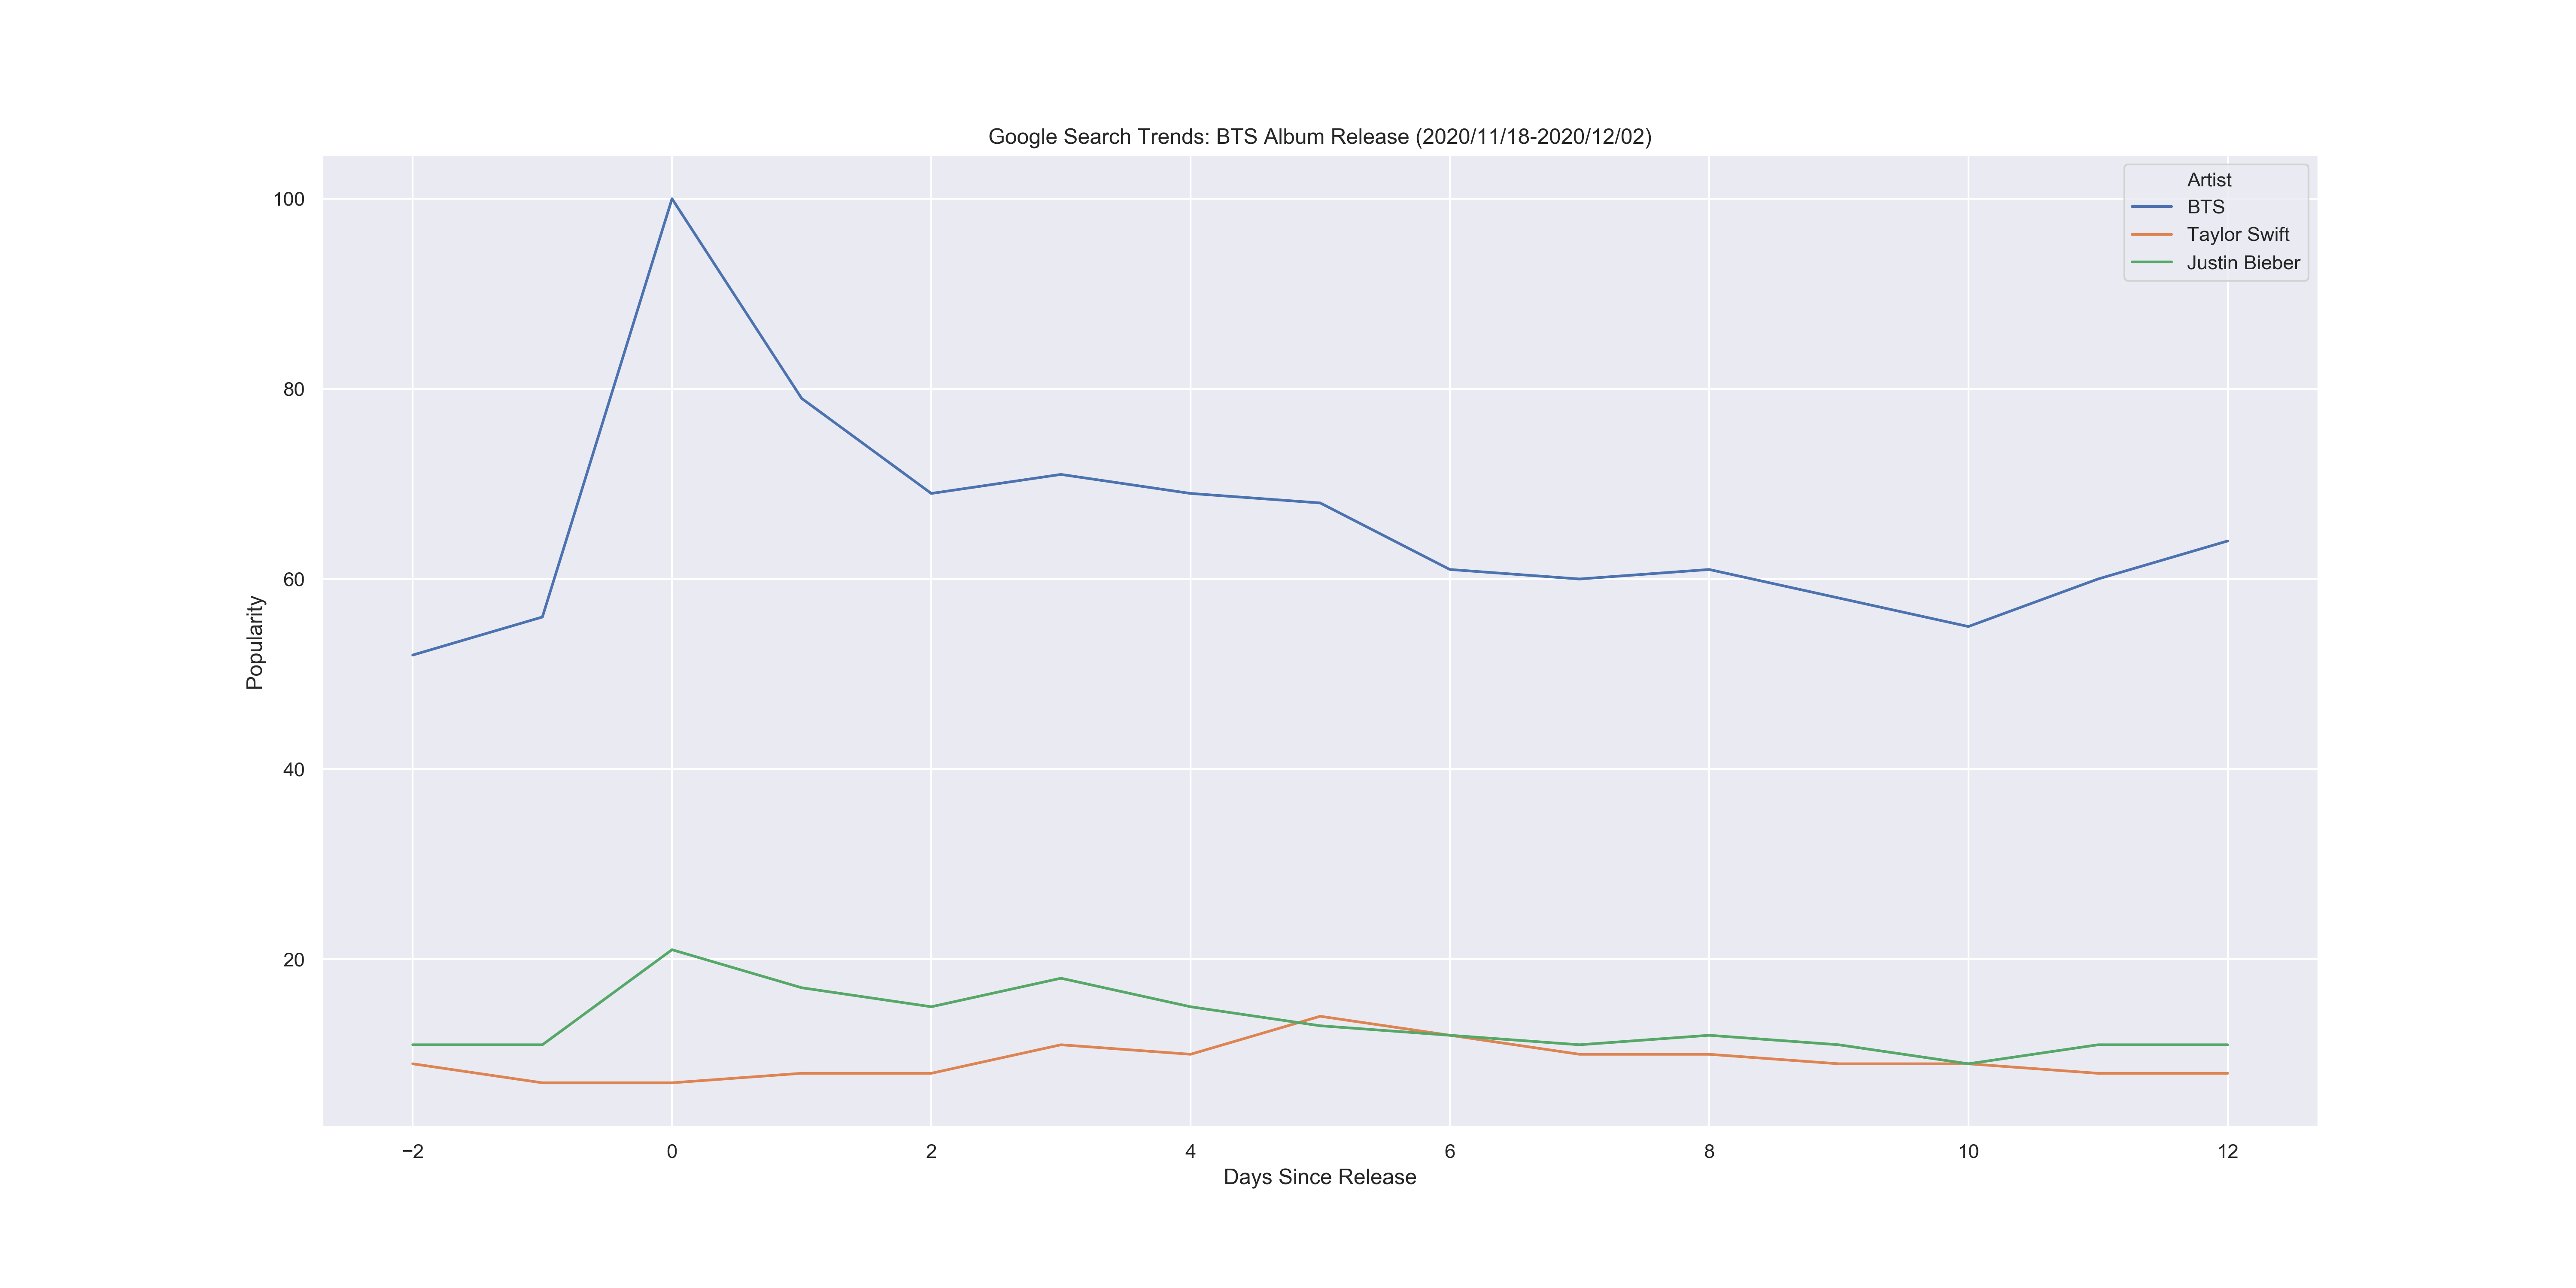 Google Search Trends: BTS Album Release (2020/11/18-2020/12/02)
Artist
BTS
Taylor Swift
Justin Bieber
100
80
60
40
20
Popularity
−2 0 2 4 6 8 10 12
Days Since Release